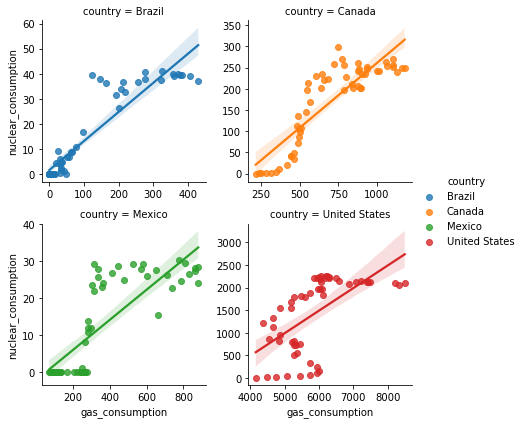 country = Brazil
60
50
40
30
20
10
0
nuclear_consumption
0 100 200 300 400
country = Canada
350
300
250
200
150
100
50
0
250 500 750 1000
country = Mexico
40
30
20
10
0
nuclear_consumption
200 400 600 800
gas_consumption
country = United States
3000
2500
2000
1500
1000
500
0
4000 5000 6000 7000 8000
gas_consumption
country
Brazil
Canada
Mexico
United States